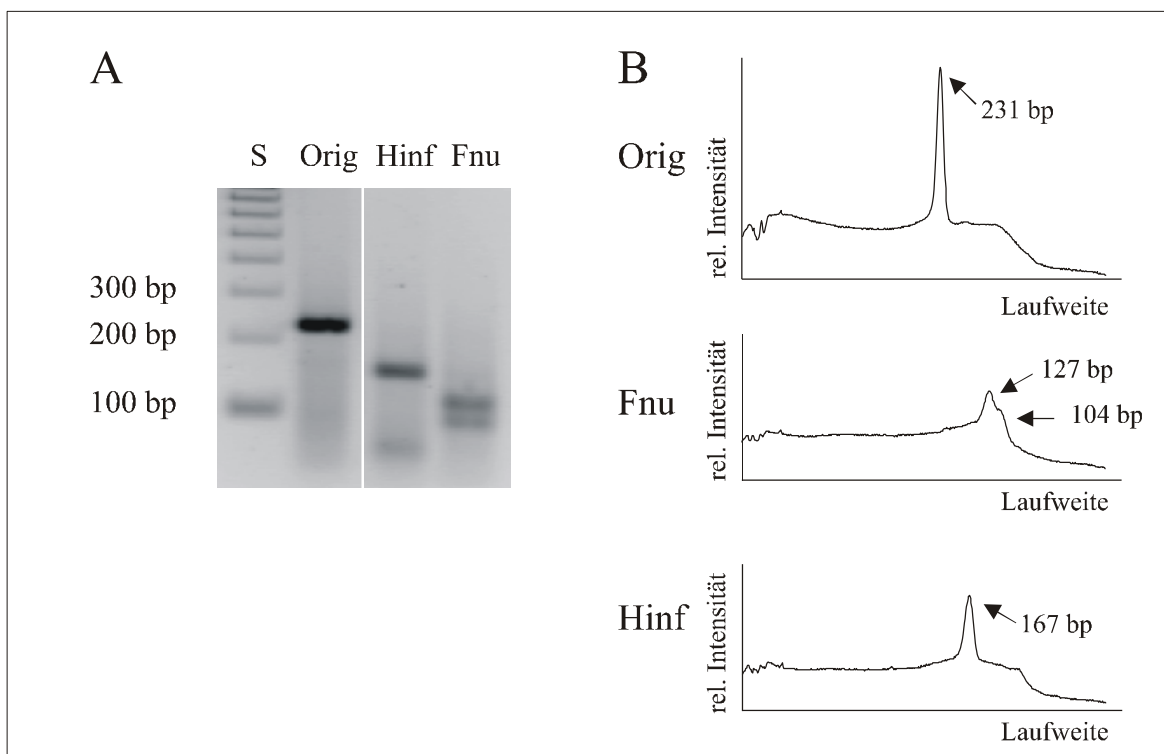 A
S Orig Hinf Fnu
300 bp
200 bp
100 bp
B
Orig
rel. Intensität
231 bp
Laufweite
Fnu
rel. Intensität
127 bp
104 bp
Laufweite
Hinf
rel. Intensität
167 bp
Laufweite